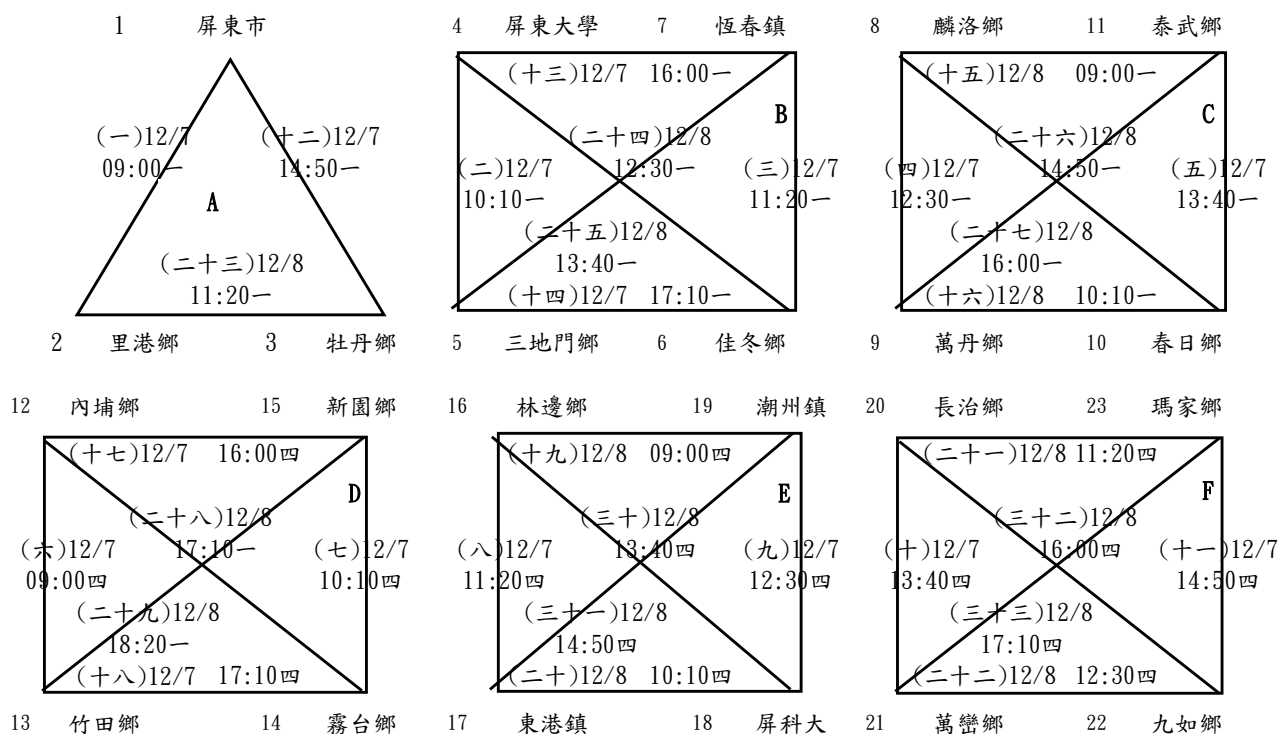 1 屏東市 4 屏東大學 7 恆春鎮 8 麟洛鄉 11 泰武鄉
(十三)12/7 16:00一 (十五)12/8 09:00一
B C
(一)12/7 (十二)12/7 (二十四)12/8 (二十六)12/8
09:00一 14:50一 (二)12/7 12:30一 (三)12/7 (四)12/7 14:50一 (五)12/7
A 10:10一 11:20一 12:30一 13:40一
(二十五)12/8 (二十七)12/8
(二十三)12/8 13:40一 16:00一
11:20一 (十四)12/7 17:10一 (十六)12/8 10:10一
2 里港鄉 3 牡丹鄉 5 三地門鄉 6 佳冬鄉 9 萬丹鄉 10 春日鄉
12 內埔鄉 15 新園鄉 16 林邊鄉 19 潮州鎮 20 長治鄉 23 瑪家鄉
(十七)12/7 16:00四 (十九)12/8 09:00四 (二十一)12/8 11:20四
D E F
(二十八)12/8 (三十)12/8 (三十二)12/8
(六)12/7 17:10一 (七)12/7 (八)12/7 13:40四 (九)12/7 (十)12/7 16:00四 (十一)12/7
09:00四 10:10四 11:20四 12:30四 13:40四 14:50四
(二十九)12/8 (三十一)12/8 (三十三)12/8
18:20一 14:50四 17:10四
(十八)12/7 17:10四 (二十)12/8 10:10四 (二十二)12/8 12:30四
13 竹田鄉 14 霧台鄉 17 東港鎮 18 屏科大 21 萬巒鄉 22 九如鄉